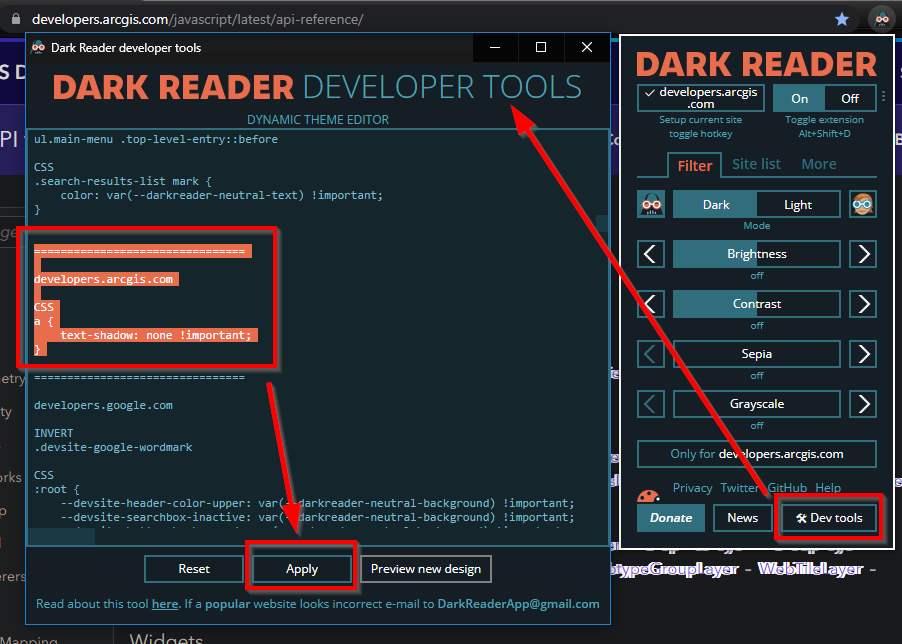 developers.arcgis.com/javascript/latest/api-reference/
Dark Reader developer tools
DARK READER DEVELOPER TOOLS
DYNAMIC THEME EDITOR
ul.main-menu .top-level-entry::before
CSS
.search-results-list mark {
    color: var(--darkreader-neutral-text) !important;
}
================================
developers.arcgis.com
CSS
a {
    text-shadow: none !important;
}
================================
developers.google.com
INVERT
.devsite-google-wordmark
CSS
:root {
    --devsite-header-color-upper: var(--darkreader-neutral-background) !important;
    --devsite-searchbox-inactive: var(--darkreader-neutral-background) !important;
Reset
Apply
Preview new design
Read about this tool here. If a popular website looks incorrect e-mail to DarkReaderApp@gmail.com
DARK READER
developers.arcgis
.com
On
Off
Setup current site
toggle hotkey
Toggle extension
Alt+Shift+D
Filter
Site list
More
Dark
Light
Mode
Brightness
off
Contrast
off
Sepia
off
Grayscale
off
Only for developers.arcgis.com
Privacy
Twitter
GitHub
Help
Donate
News
🛠 Dev tools
WebTileLayer -
Widgets